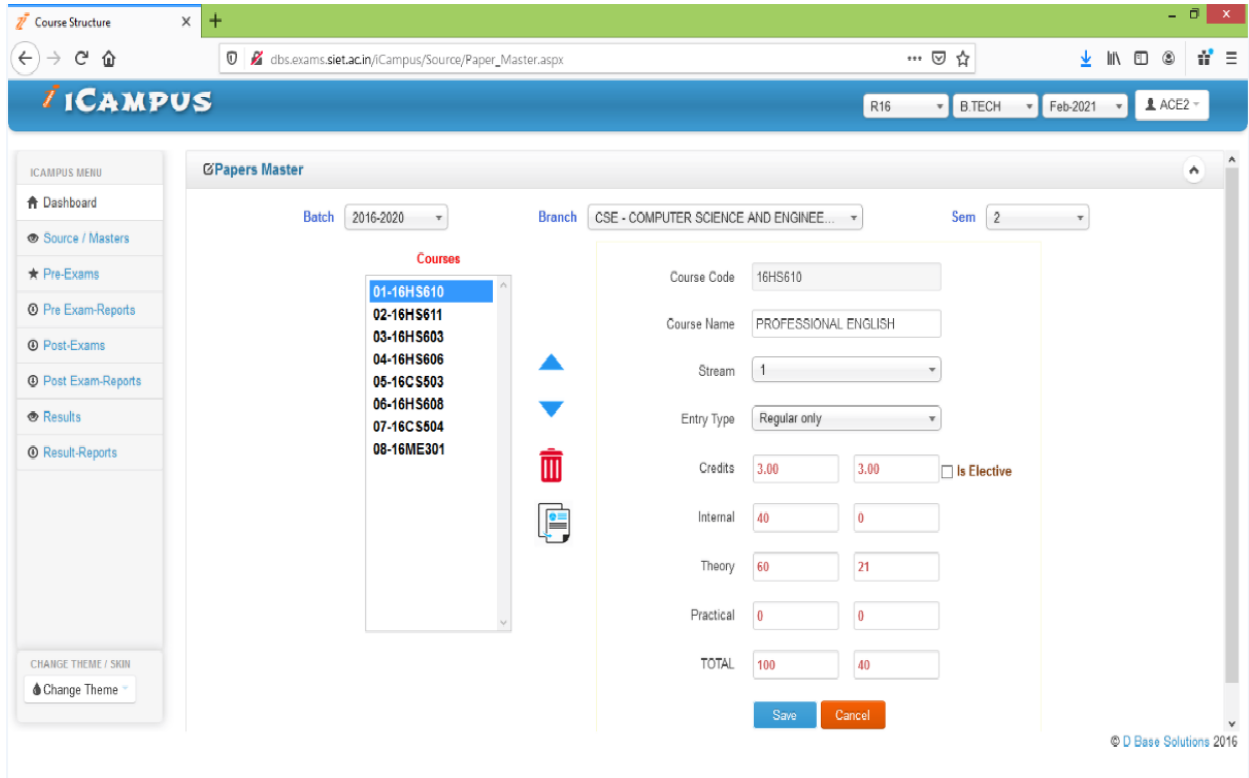 Course Structure
dbs.exams.siet.ac.in/iCampus/Source/Paper_Master.aspx
iCAMPUS
R16 B.TECH Feb-2021 ACE2
ICAMPUS MENU
Dashboard
Source / Masters
Pre-Exams
Pre Exam-Reports
Post-Exams
Post Exam-Reports
Results
Result-Reports
CHANGE THEME / SKIN
Change Theme
Papers Master
Batch 2016-2020 Branch CSE - COMPUTER SCIENCE AND ENGINEE... Sem 2
Courses
01-16HS610
02-16HS611
03-16HS603
04-16HS606
05-16CS503
06-16HS608
07-16CS504
08-16ME301
Course Code 16HS610
Course Name PROFESSIONAL ENGLISH
Stream 1
Entry Type Regular only
Credits 3.00 3.00 Is Elective
Internal 40 0
Theory 60 21
Practical 0 0
TOTAL 100 40
Save Cancel
© D Base Solutions 2016